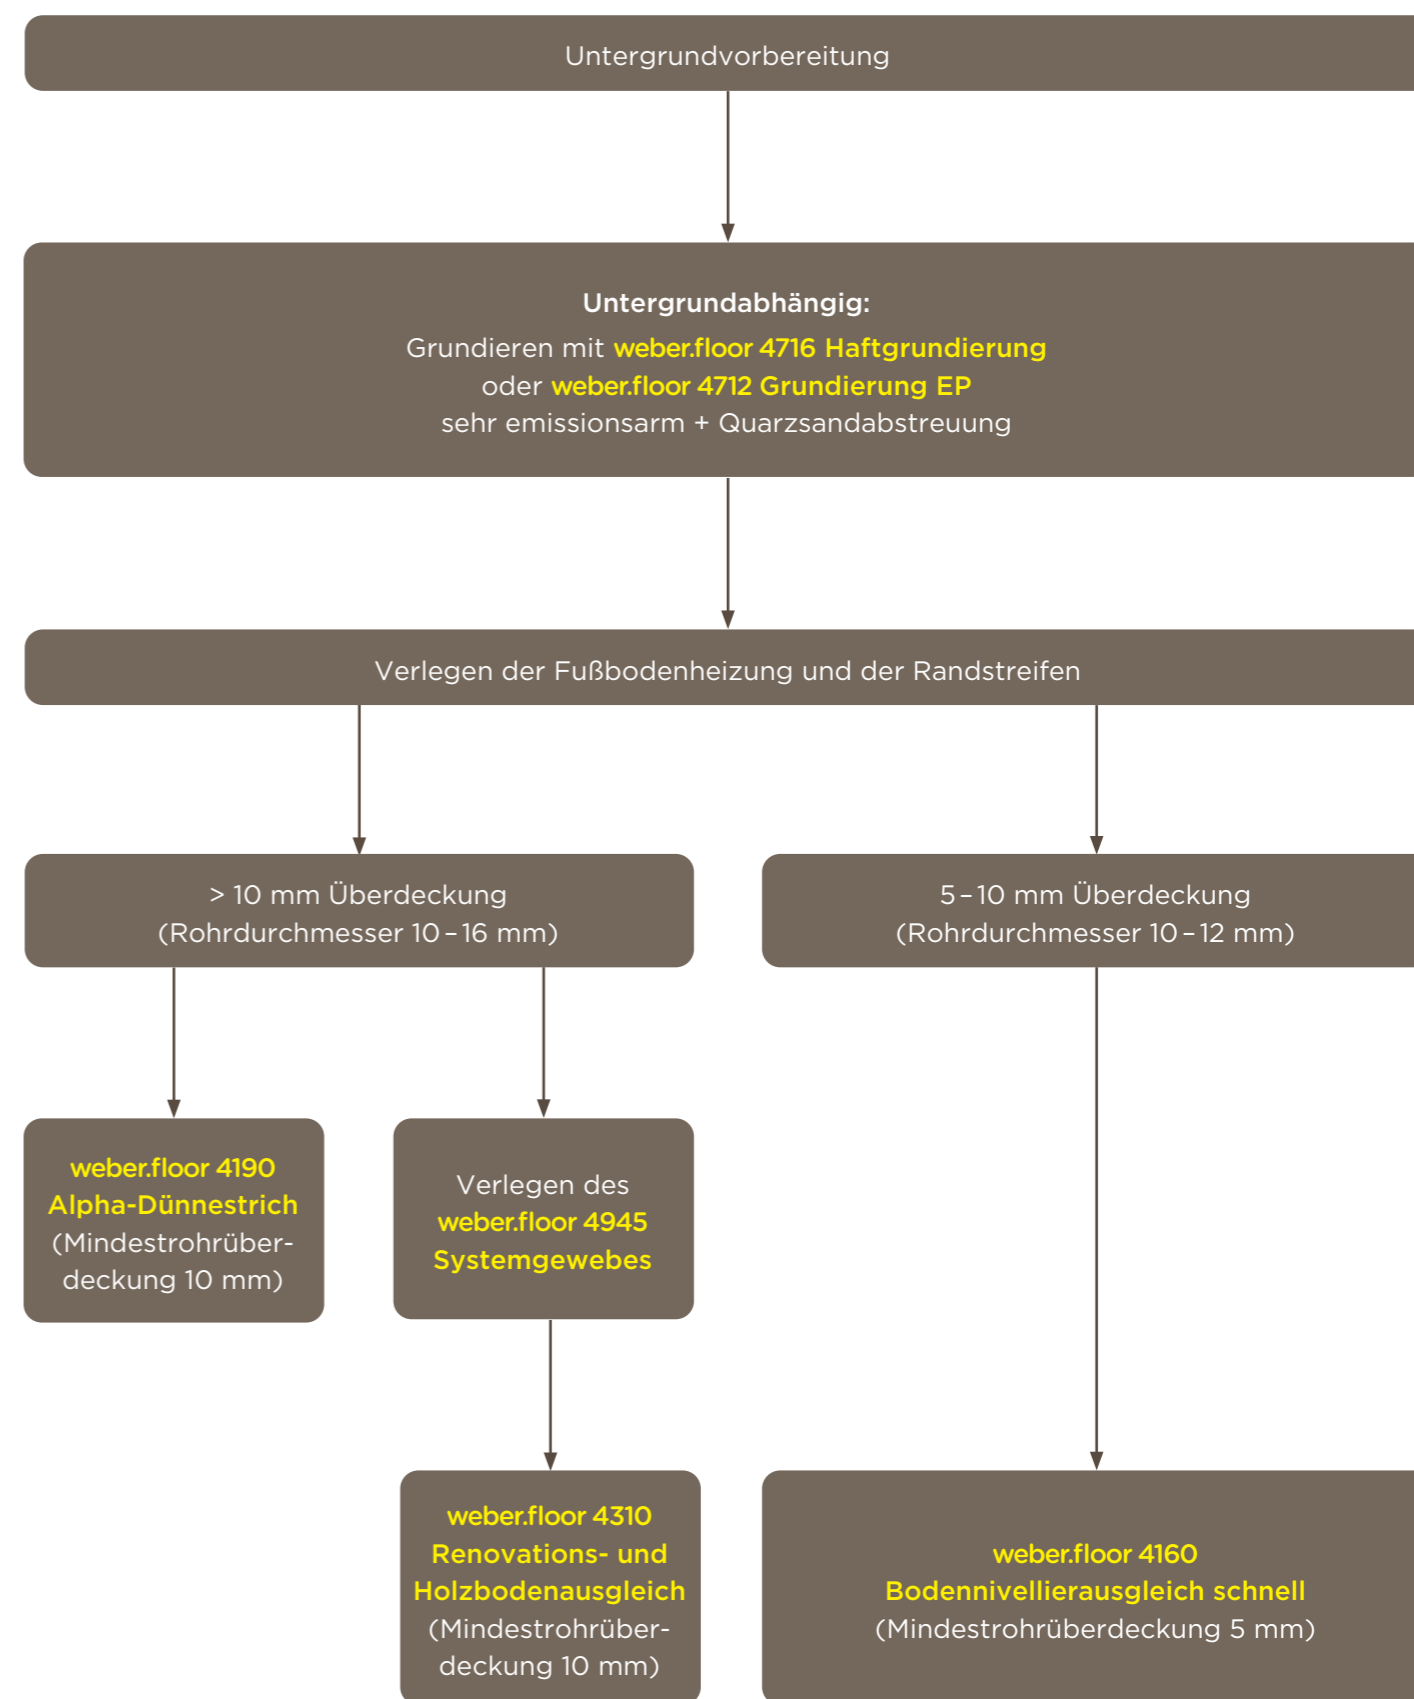 Untergrundvorbereitung
Untergrundabhängig:
Grundieren mit weber.floor 4716 Haftgrundierung
oder weber.floor 4712 Grundierung EP
sehr emissionsarm + Quarzsandabstreuung
Verlegen der Fußbodenheizung und der Randstreifen
> 10 mm Überdeckung
(Rohrdurchmesser 10 – 16 mm)
5 – 10 mm Überdeckung
(Rohrdurchmesser 10 – 12 mm)
weber.floor 4190
Alpha-Dünnestrich
(Mindestrohrüber-
deckung 10 mm)
Verlegen des
weber.floor 4945
Systemgewebes
weber.floor 4310
Renovations- und
Holzbodenausgleich
(Mindestrohrüber-
deckung 10 mm)
weber.floor 4160
Bodennivellierausgleich schnell
(Mindestrohrüberdeckung 5 mm)